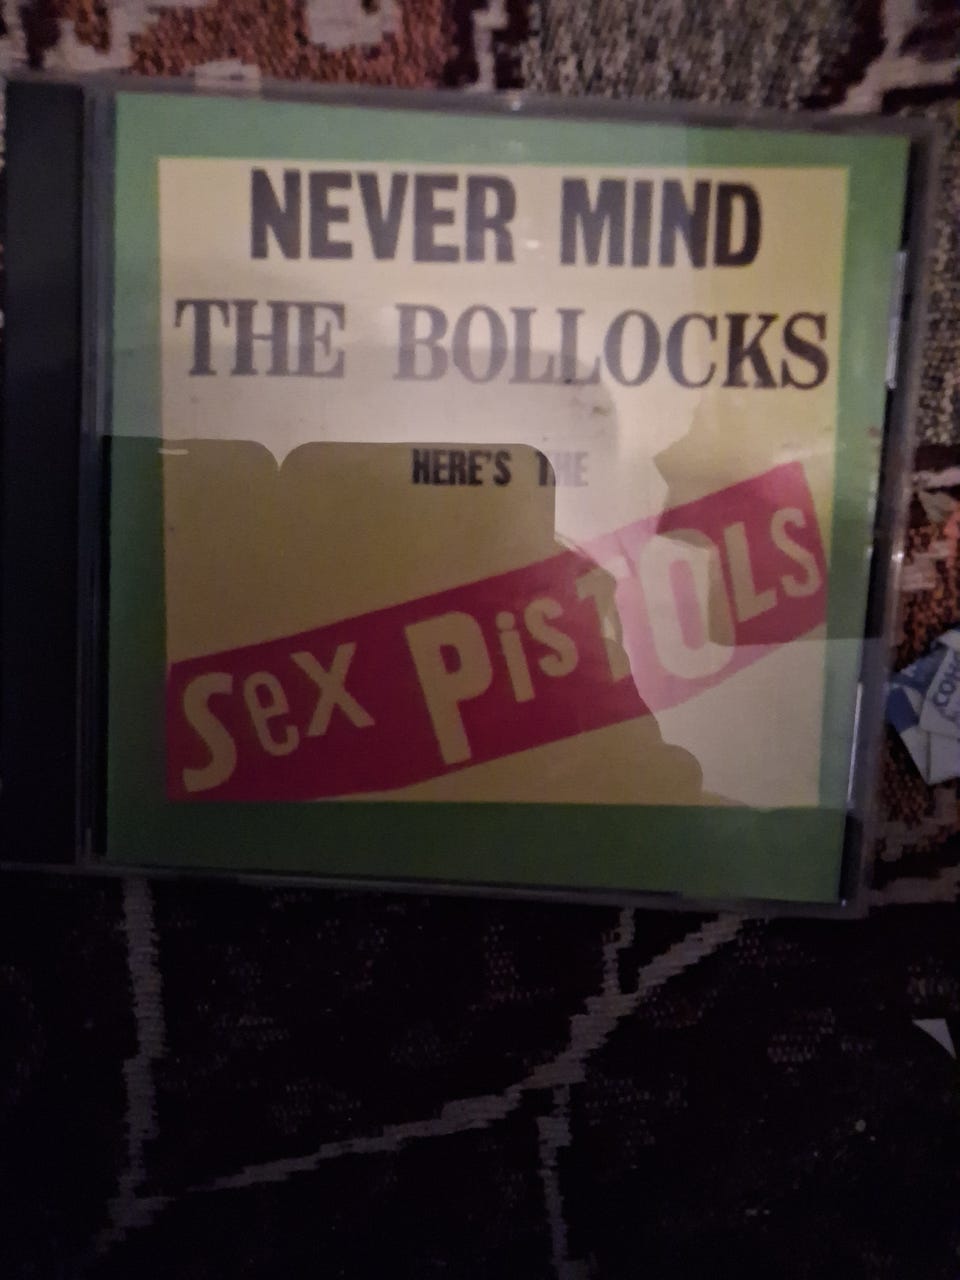 NEVER MIND
THE BOLLOCKS
HERE'S THE
Sex PisTOLS